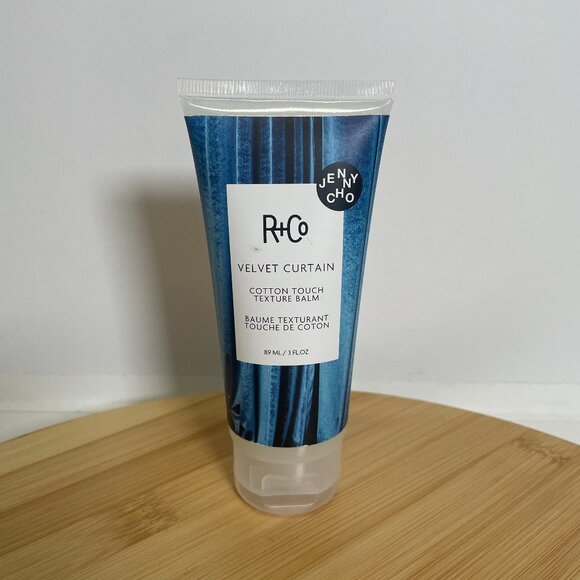 JENNY
CHO
R+Co
VELVET CURTAIN
COTTON TOUCH
TEXTURE BALM
BAUME TEXTURANT
TOUCHE DE COTON
89 ML / 3 FL.OZ